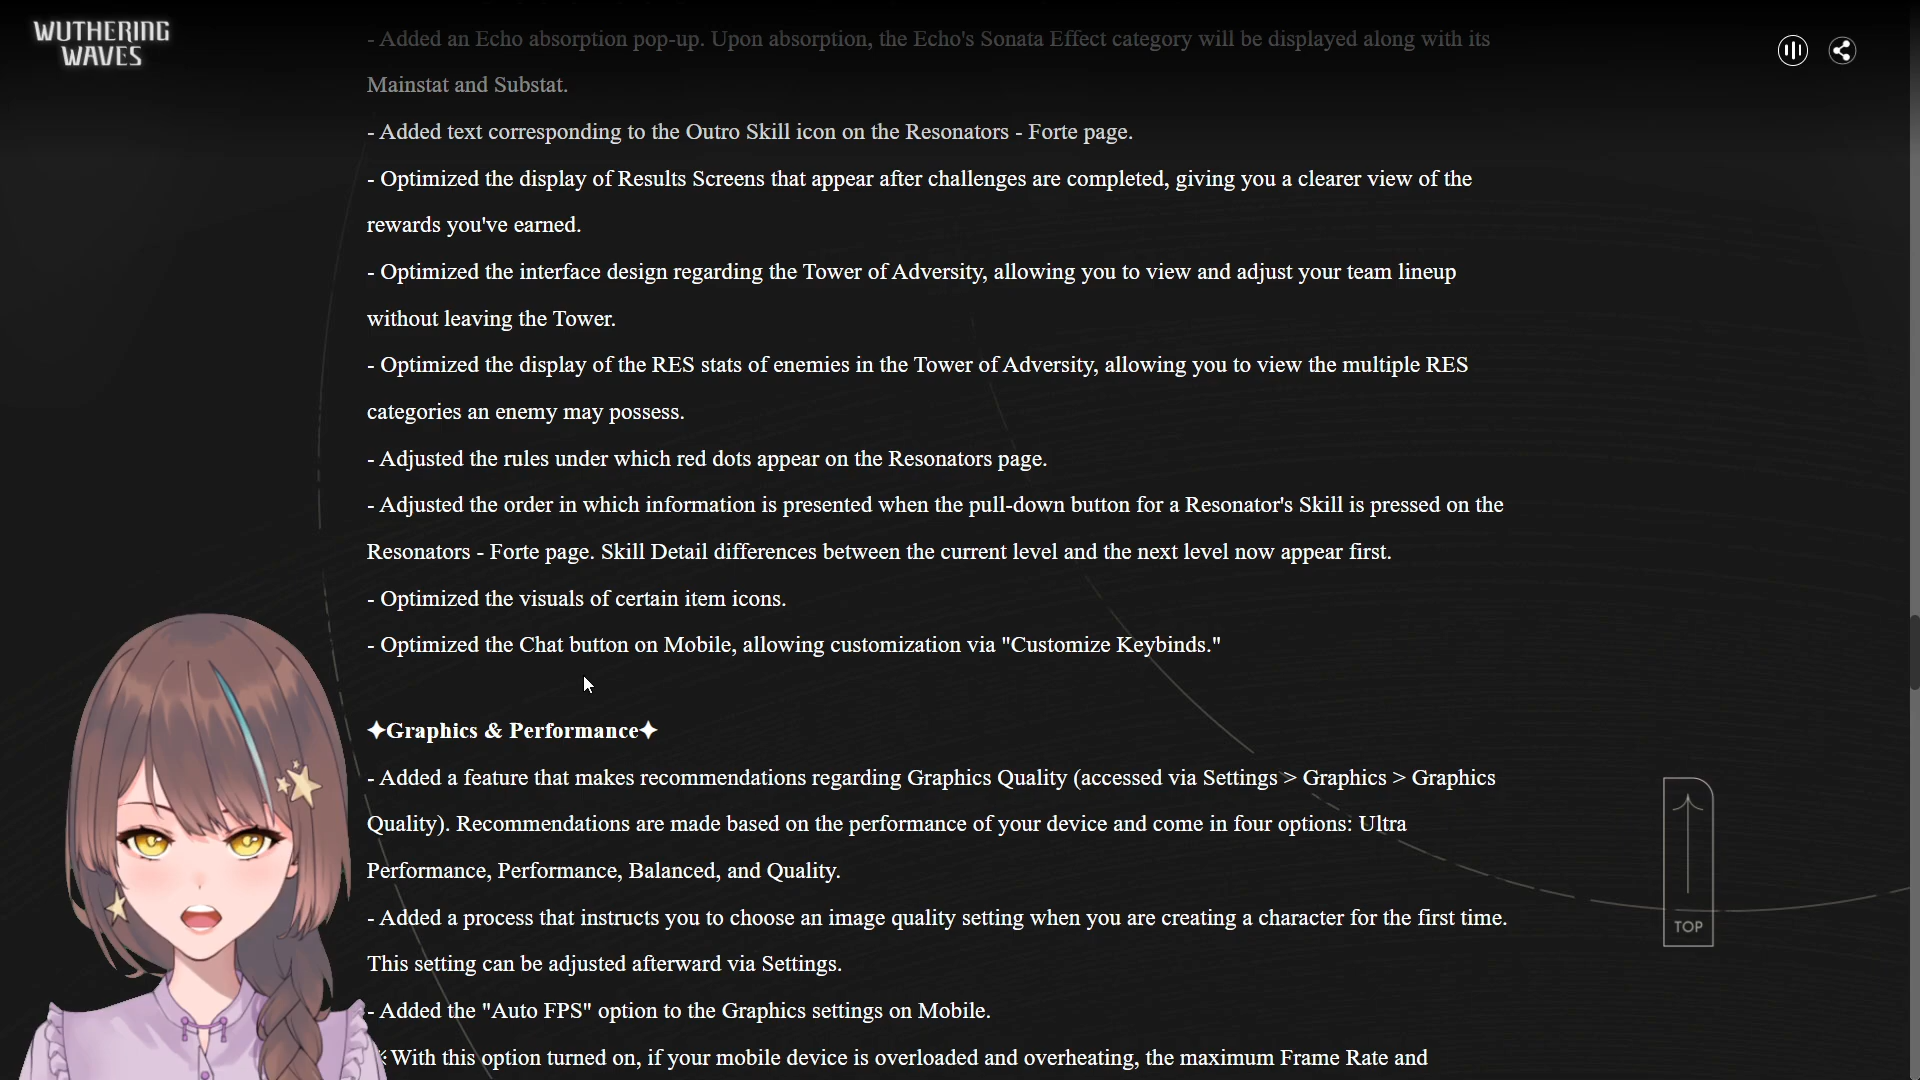 WUTHERING
WAVES
- Added an Echo absorption pop-up. Upon absorption, the Echo's Sonata Effect category will be displayed along with its
Mainstat and Substat.
- Added text corresponding to the Outro Skill icon on the Resonators - Forte page.
- Optimized the display of Results Screens that appear after challenges are completed, giving you a clearer view of the
rewards you've earned.
- Optimized the interface design regarding the Tower of Adversity, allowing you to view and adjust your team lineup
without leaving the Tower.
- Optimized the display of the RES stats of enemies in the Tower of Adversity, allowing you to view the multiple RES
categories an enemy may possess.
- Adjusted the rules under which red dots appear on the Resonators page.
- Adjusted the order in which information is presented when the pull-down button for a Resonator's Skill is pressed on the
Resonators - Forte page. Skill Detail differences between the current level and the next level now appear first.
- Optimized the visuals of certain item icons.
- Optimized the Chat button on Mobile, allowing customization via "Customize Keybinds."
✦Graphics & Performance✦
- Added a feature that makes recommendations regarding Graphics Quality (accessed via Settings > Graphics > Graphics
Quality). Recommendations are made based on the performance of your device and come in four options: Ultra
Performance, Performance, Balanced, and Quality.
- Added a process that instructs you to choose an image quality setting when you are creating a character for the first time.
This setting can be adjusted afterward via Settings.
- Added the "Auto FPS" option to the Graphics settings on Mobile.
※With this option turned on, if your mobile device is overloaded and overheating, the maximum Frame Rate and
TOP